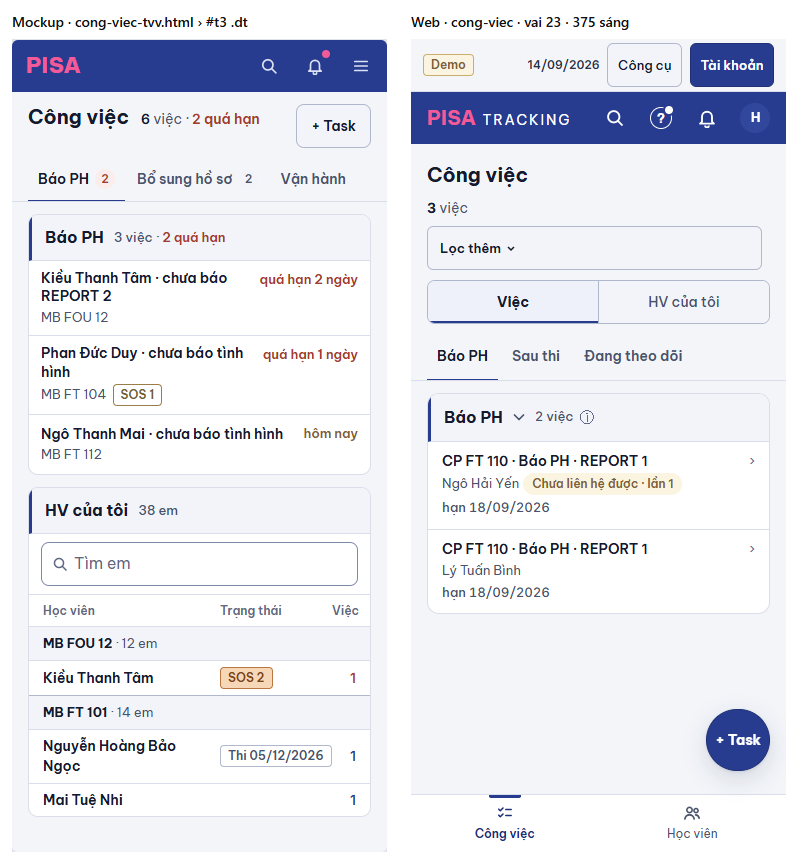 Mockup · cong-viec-tvv.html › #t3 .dt
PISA
Công việc 6 việc · 2 quá hạn
+ Task
Báo PH 2 Bổ sung hồ sơ 2 Vận hành
Báo PH 3 việc · 2 quá hạn
Kiều Thanh Tâm · chưa báo REPORT 2
quá hạn 2 ngày
MB FOU 12
Phan Đức Duy · chưa báo tình hình
quá hạn 1 ngày
MB FT 104 SOS 1
Ngô Thanh Mai · chưa báo tình hình
hôm nay
MB FT 112
HV của tôi 38 em
Tìm em
Học viên Trạng thái Việc
MB FOU 12 · 12 em
Kiều Thanh Tâm SOS 2 1
MB FT 101 · 14 em
Nguyễn Hoàng Bảo Ngọc Thi 05/12/2026 1
Mai Tuệ Nhi 1
Web · cong-viec · vai 23 · 375 sáng
Demo 14/09/2026 Công cụ Tài khoản
PISA TRACKING ? H
Công việc
3 việc
Lọc thêm
Việc HV của tôi
Báo PH Sau thi Đang theo dõi
Báo PH 2 việc
CP FT 110 · Báo PH · REPORT 1
Ngô Hải Yến Chưa liên hệ được · lần 1
hạn 18/09/2026
CP FT 110 · Báo PH · REPORT 1
Lý Tuấn Bình
hạn 18/09/2026
+ Task
Công việc Học viên